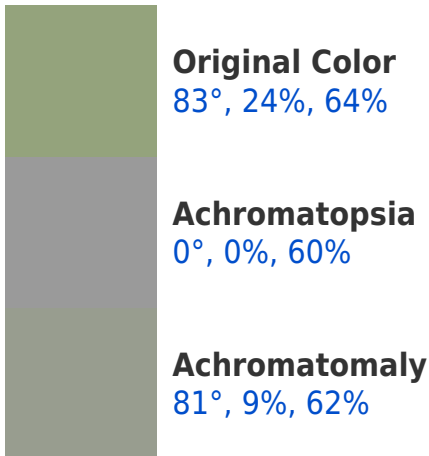 Original Color
83°, 24%, 64%
Achromatopsia
0°, 0%, 60%
Achromatomaly
81°, 9%, 62%